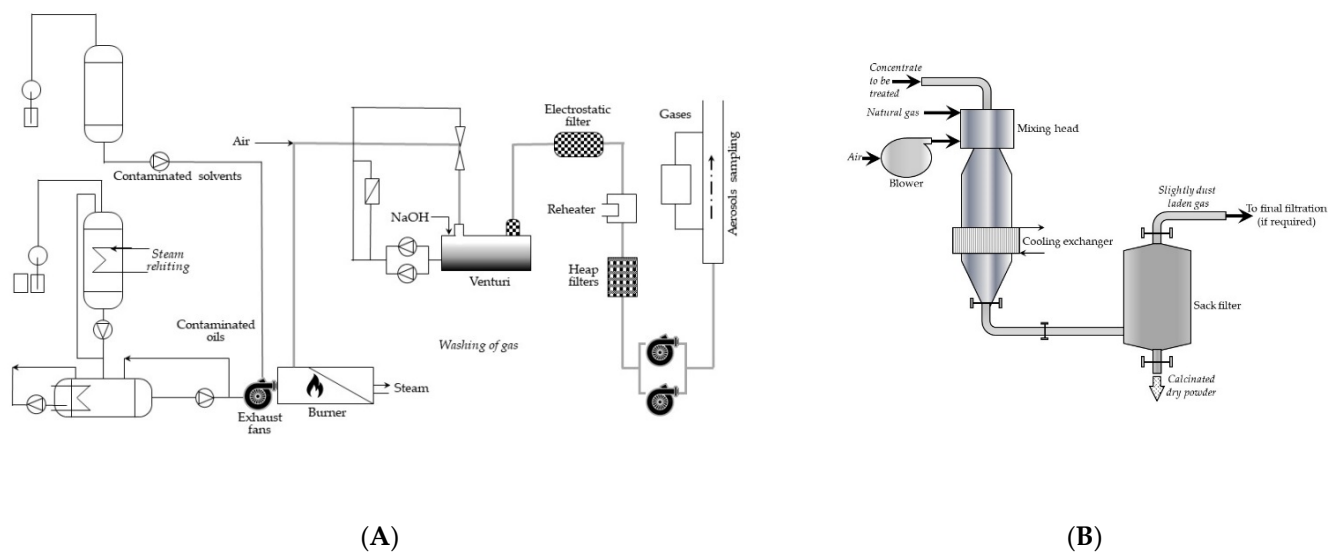 Contaminated solvents
Steam
rehiting
Contaminated
oils
Exhaust
fans
Burner
Steam
Air
NaOH
Venturi
Washing of gas
Electrostatic
filter
Reheater
Heap
filters
Gases
Aerosols sampling
(A)
Concentrate
to be
treated
Natural gas
Air
Blower
Mixing head
Cooling exchanger
Slightly dust
laden gas
To final filtration
(if required)
Sack filter
Calcinated
dry powder
(B)